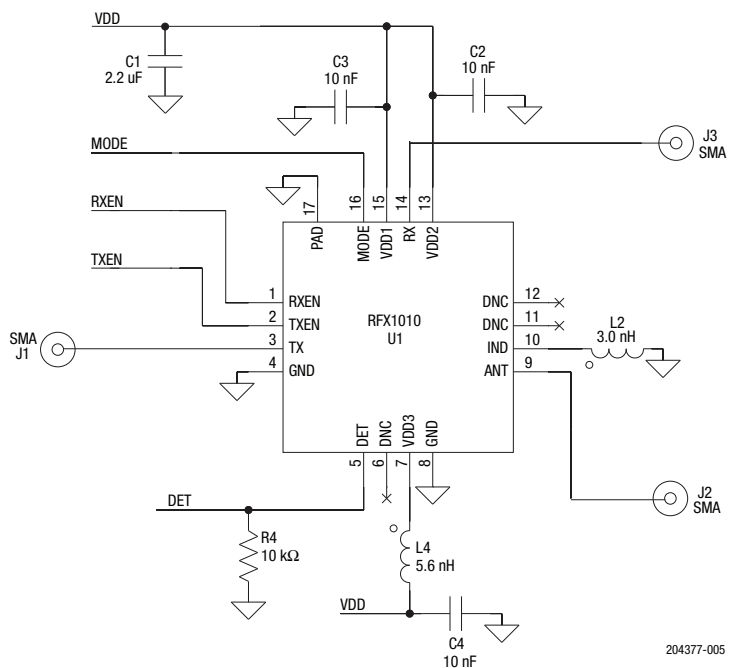 VDD
C1
2.2 uF
C3
10 nF
C2
10 nF
MODE
J3
SMA
RXEN
TXEN
17
16
15
14
13
PAD
MODE
VDD1
RX
VDD2
SMA
J1
1
RXEN
2
TXEN
3
TX
4
GND
RFX1010
U1
DNC
12
DNC
11
IND
10
ANT
9
L2
3.0 nH
DET
DNC
VDD3
GND
5
6
7
8
J2
SMA
DET
R4
10 kΩ
L4
5.6 nH
VDD
C4
10 nF
204377-005